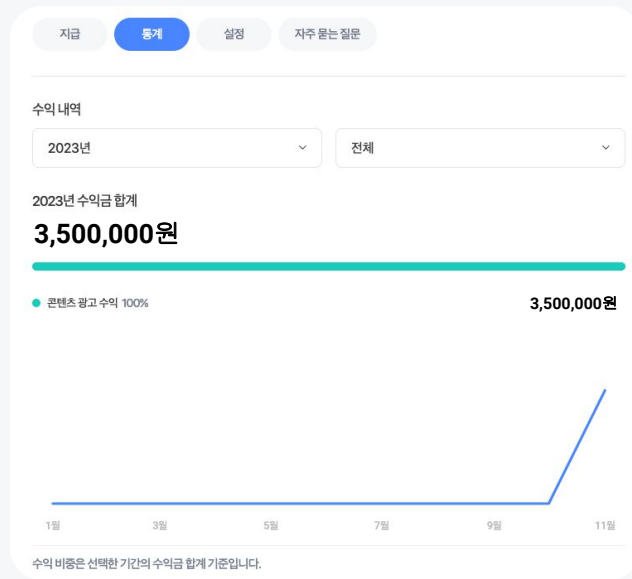 지급 통계 설정 자주 묻는 질문
수익 내역
2023년 전체
2023년 수익금 합계
3,500,000원
콘텐츠 광고 수익 100% 3,500,000원
1월 3월 5월 7월 9월 11월
수익 비중은 선택한 기간의 수익금 합계 기준입니다.